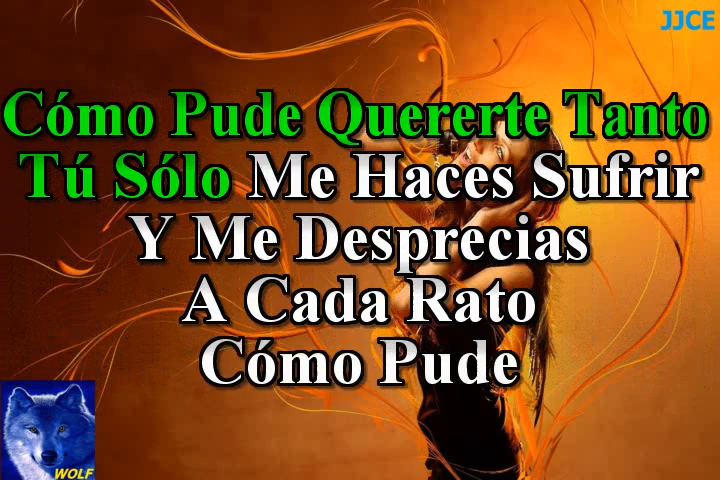 JJCE
Cómo Pude Quererte Tanto
Tú Sólo Me Haces Sufrir
Y Me Desprecias
A Cada Rato
Cómo Pude
WOLF